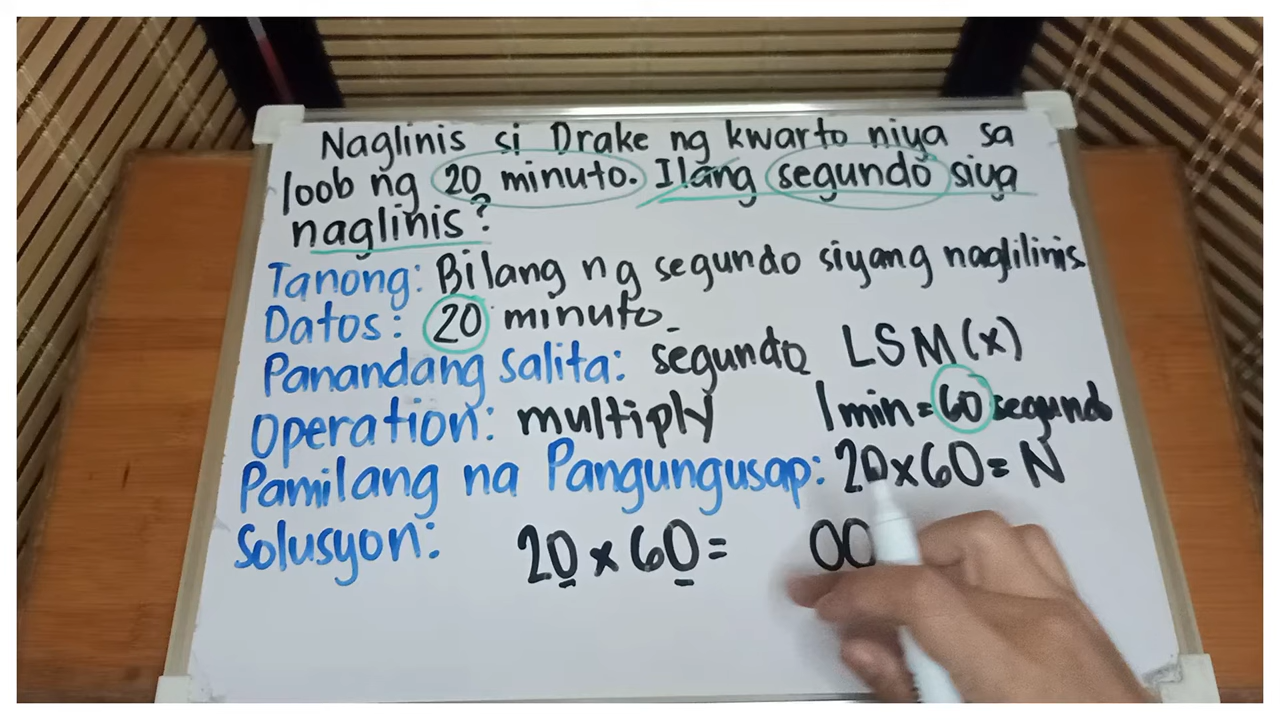 Naglinis si Drake ng kwarto niya sa
loob ng 20 minuto. Ilang segundo siya
naglinis?
Tanong: Bilang ng segundo siyang naglilinis
Datos: 20 minuto.
Panandang salita: segundo LSM(x)
Operation: multiply 1 min = 60 segundo
Pamilang na Pangungusap: 20x60=N
Solusyon: 20 x 60 = 00